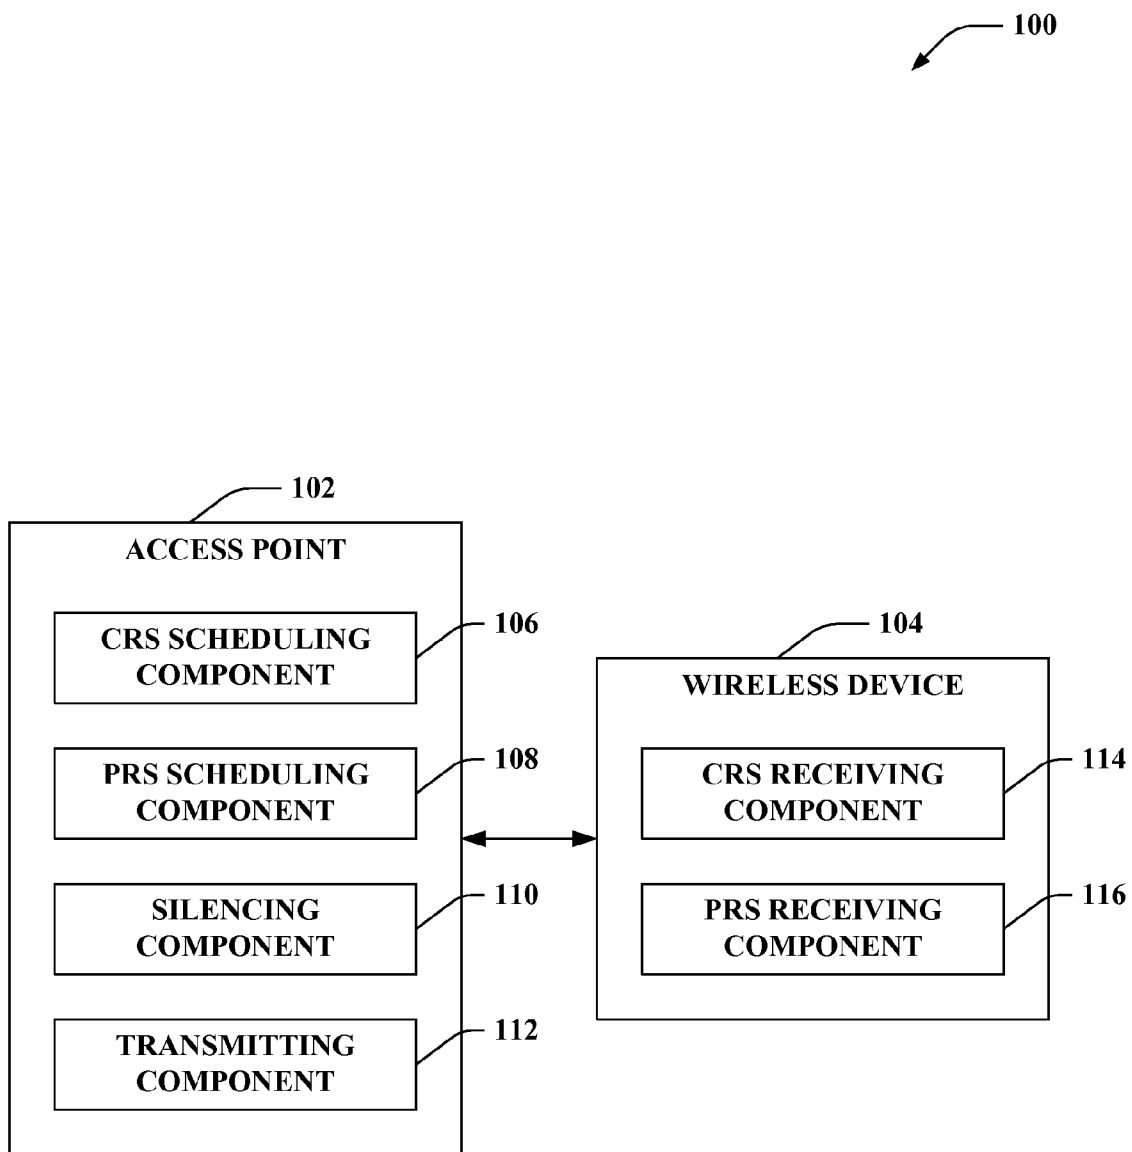 100
102
ACCESS POINT
CRS SCHEDULING
COMPONENT
106
PRS SCHEDULING
COMPONENT
108
SILENCING
COMPONENT
110
TRANSMITTING
COMPONENT
112
104
WIRELESS DEVICE
CRS RECEIVING
COMPONENT
114
PRS RECEIVING
COMPONENT
116